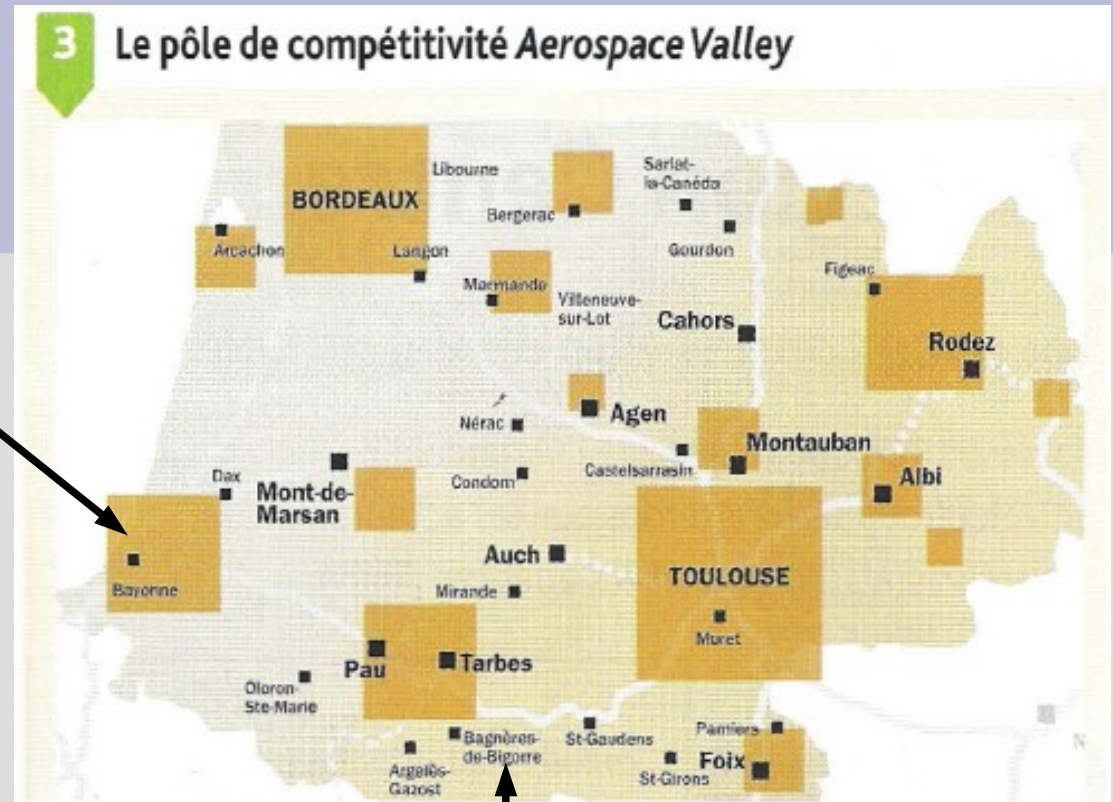 3 Le pôle de compétitivité Aerospace Valley
BORDEAUX
Libourne
Bergerac
Sarlat-
la-Canéda
Gourdon
Arcachon
Langon
Marmande
Villeneuve-
sur-Lot
Cahors
Figeac
Rodez
Nérac
Agen
Montauban
Castelsarrasin
Albi
Dax
Mont-de-
Marsan
Condom
Auch
TOULOUSE
Bayonne
Mirande
Muret
Pau
Tarbes
Oloron-
Ste-Marie
Bagnères-
de-Bigorre
St-Gaudens
Pamiers
Argelès-
Gazost
St-Girons
Foix
N